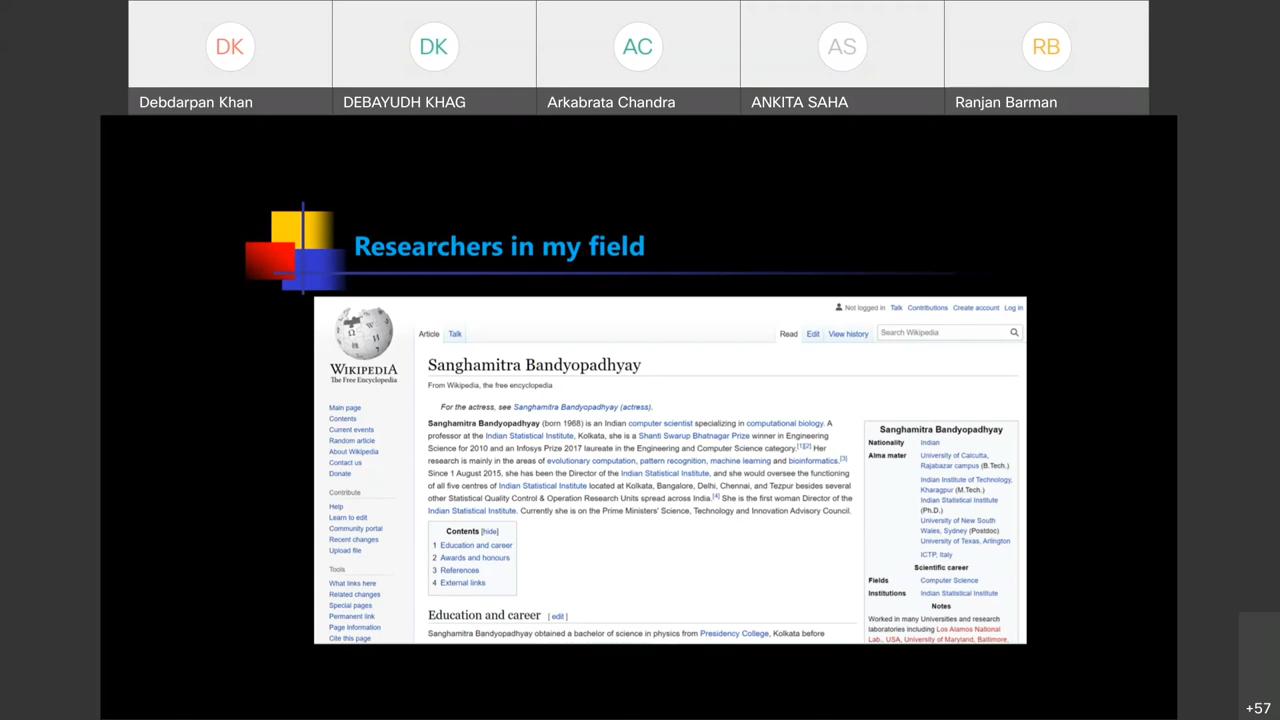 DK DK AC AS RB
Debdarpan Khan DEBAYUDH KHAG Arkabrata Chandra ANKITA SAHA Ranjan Barman
Researchers in my field
Not logged in Talk Contributions Create account Log in
Article Talk Read Edit View history Search Wikipedia
WIKIPEDIA
The Free Encyclopedia
Main page
Contents
Current events
Random article
About Wikipedia
Contact us
Donate
Contribute
Help
Learn to edit
Community portal
Recent changes
Upload file
Tools
What links here
Related changes
Special pages
Permanent link
Page information
Cite this page
Sanghamitra Bandyopadhyay
From Wikipedia, the free encyclopedia
For the actress, see Sanghamitra Bandyopadhyay (actress).
Sanghamitra Bandyopadhyay (born 1968) is an Indian computer scientist specializing in computational biology. A
professor at the Indian Statistical Institute, Kolkata, she is a Shanti Swarup Bhatnagar Prize winner in Engineering
Science for 2010 and an Infosys Prize 2017 laureate in the Engineering and Computer Science category.[1][2] Her
research is mainly in the areas of evolutionary computation, pattern recognition, machine learning and bioinformatics.[3]
Since 1 August 2015, she has been the Director of the Indian Statistical Institute, and she would oversee the functioning
of all five centres of Indian Statistical Institute located at Kolkata, Bangalore, Delhi, Chennai, and Tezpur besides several
other Statistical Quality Control & Operation Research Units spread across India.[4] She is the first woman Director of the
Indian Statistical Institute. Currently she is on the Prime Ministers' Science, Technology and Innovation Advisory Council.
Contents [hide]
1 Education and career
2 Awards and honours
3 References
4 External links
Education and career [ edit ]
Sanghamitra Bandyopadhyay obtained a bachelor of science in physics from Presidency College, Kolkata before
Sanghamitra Bandyopadhyay
Nationality Indian
Alma mater University of Calcutta,
Rajabazar campus (B.Tech.)
Indian Institute of Technology,
Kharagpur (M.Tech.)
Indian Statistical Institute
(Ph.D.)
University of New South
Wales, Sydney (Postdoc)
University of Texas, Arlington
ICTP, Italy
Scientific career
Fields Computer Science
Institutions Indian Statistical Institute
Notes
Worked in many Universities and research
laboratories including Los Alamos National
Lab., USA, University of Maryland, Baltimore,
+57